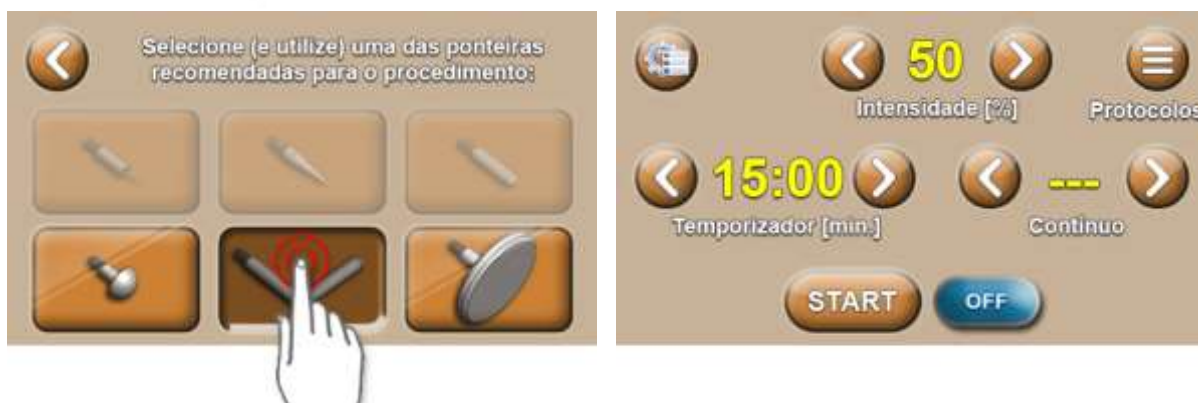 Selecione (e utilize) uma das ponteiras
recomendadas para o procedimento:
50
Intensidade [%]
Protocolos
15:00
---
Temporizador [min.]
Contínuo
START
OFF